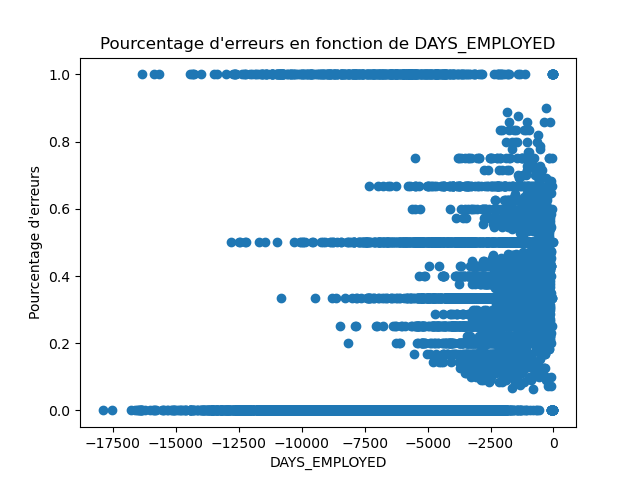 Pourcentage d'erreurs en fonction de DAYS_EMPLOYED
1.0
0.8
0.6
0.4
0.2
0.0
Pourcentage d'erreurs
−17500 −15000 −12500 −10000 −7500 −5000 −2500 0
DAYS_EMPLOYED